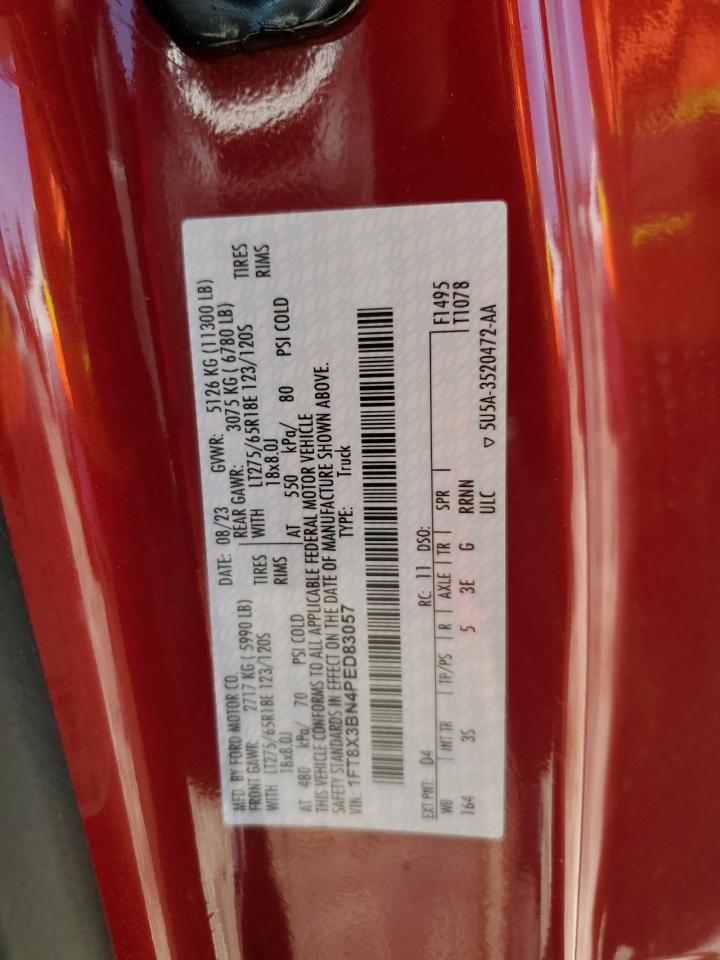 MFD. BY FORD MOTOR CO.
DATE: 08/23 GVWR: 5126 KG (11300 LB)
FRONT GAWR: 2717 KG ( 5990 LB) REAR GAWR: 3075 KG ( 6780 LB)
WITH LT275/65R18E 123/120S TIRES WITH LT275/65R18E 123/120S TIRES
18x8.0J RIMS 18x8.0J RIMS
AT 480 kPa/ 70 PSI COLD AT 550 kPa/ 80 PSI COLD
THIS VEHICLE CONFORMS TO ALL APPLICABLE FEDERAL MOTOR VEHICLE
SAFETY STANDARDS IN EFFECT ON THE DATE OF MANUFACTURE SHOWN ABOVE.
VIN: 1FT8X3BN4PED83057 TYPE: Truck
EXT PNT: D4 RC: 11 DSO: F1495
WB INT TR TP/PS R AXLE TR SPR T1078
164 3S 5 3E G RRNN
ULC ▽ 5U5A-3520472-AA